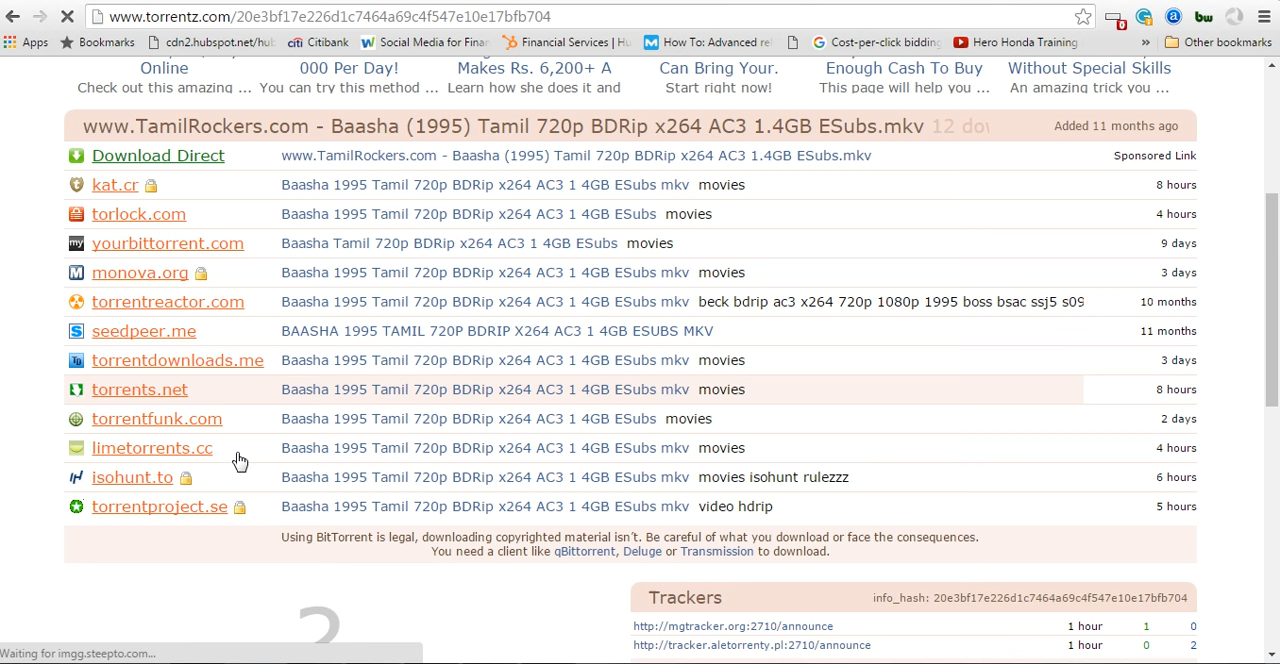 www.torrentz.com/20e3bf17e226d1c7464a69c4f547e10e17bfb704
0
a
bw
Apps Bookmarks cdn2.hubspot.net/hub citi Citibank W Social Media for Finan Financial Services | Hu M How To: Advanced re G Cost-per-click bidding Hero Honda Training » Other bookmarks
Online 000 Per Day! Makes Rs. 6,200+ A Can Bring Your. Enough Cash To Buy Without Special Skills
Check out this amazing ... You can try this method ... Learn how she does it and Start right now! This page will help you ... An amazing trick you ...
www.TamilRockers.com - Baasha (1995) Tamil 720p BDRip x264 AC3 1.4GB ESubs.mkv 12 dov Added 11 months ago
Download Direct www.TamilRockers.com - Baasha (1995) Tamil 720p BDRip x264 AC3 1.4GB ESubs.mkv Sponsored Link
kat.cr Baasha 1995 Tamil 720p BDRip x264 AC3 1 4GB ESubs mkv movies 8 hours
torlock.com Baasha 1995 Tamil 720p BDRip x264 AC3 1 4GB ESubs movies 4 hours
my yourbittorrent.com Baasha Tamil 720p BDRip x264 AC3 1 4GB ESubs movies 9 days
M monova.org Baasha 1995 Tamil 720p BDRip x264 AC3 1 4GB ESubs mkv movies 3 days
torrentreactor.com Baasha 1995 Tamil 720p BDRip x264 AC3 1 4GB ESubs mkv beck bdrip ac3 x264 720p 1080p 1995 boss bsac ssj5 s09 10 months
S seedpeer.me BAASHA 1995 TAMIL 720P BDRIP X264 AC3 1 4GB ESUBS MKV 11 months
TD torrentdownloads.me Baasha 1995 Tamil 720p BDRip x264 AC3 1 4GB ESubs mkv movies 3 days
torrents.net Baasha 1995 Tamil 720p BDRip x264 AC3 1 4GB ESubs mkv movies 8 hours
torrentfunk.com Baasha 1995 Tamil 720p BDRip x264 AC3 1 4GB ESubs movies 2 days
limetorrents.cc Baasha 1995 Tamil 720p BDRip x264 AC3 1 4GB ESubs mkv movies 4 hours
isohunt.to Baasha 1995 Tamil 720p BDRip x264 AC3 1 4GB ESubs mkv movies isohunt rulezzz 6 hours
torrentproject.se Baasha 1995 Tamil 720p BDRip x264 AC3 1 4GB ESubs mkv video hdrip 5 hours
Using BitTorrent is legal, downloading copyrighted material isn't. Be careful of what you download or face the consequences.
You need a client like qBittorrent, Deluge or Transmission to download.
2
Trackers info_hash: 20e3bf17e226d1c7464a69c4f547e10e17bfb704
http://mgtracker.org:2710/announce 1 hour 1 0
http://tracker.aletorrenty.pl:2710/announce 1 hour 0 2
Waiting for imgg.steepto.com...